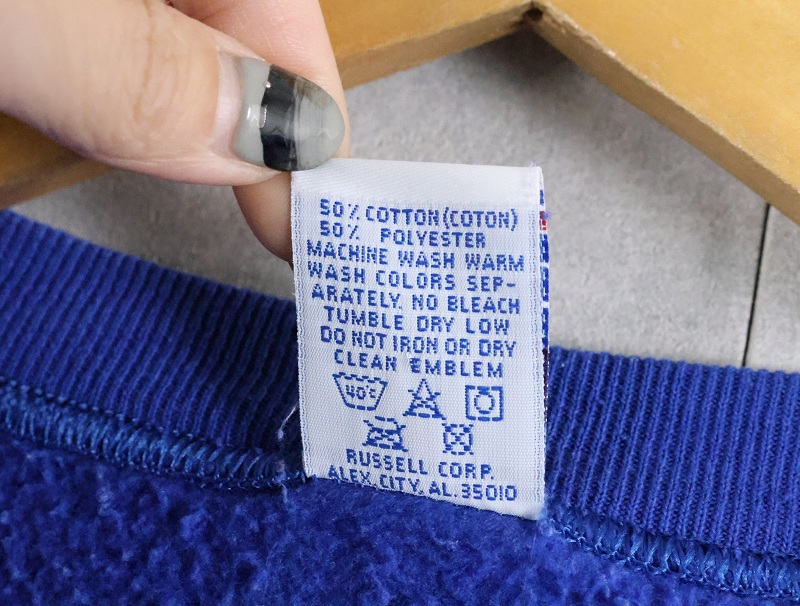 50% COTTON (COTON)
50% POLYESTER
MACHINE WASH WARM
WASH COLORS SEP-
ARATELY. NO BLEACH
TUMBLE DRY LOW
DO NOT IRON OR DRY
CLEAN EMBLEM
40°C
RUSSELL CORP.
ALEX. CITY, AL. 35010